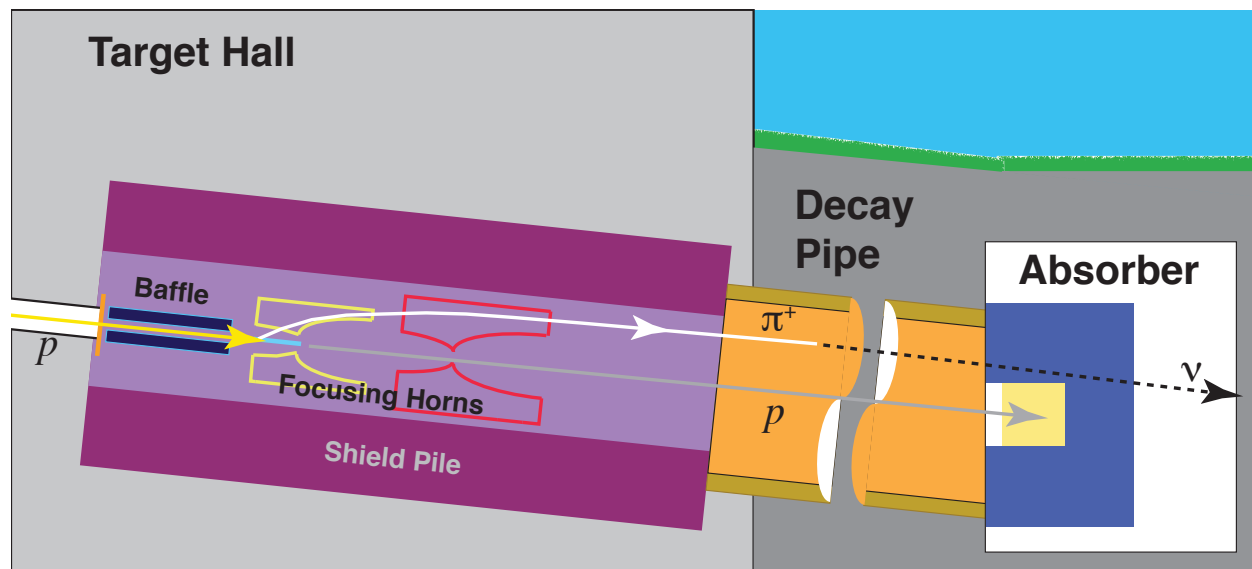 Target Hall
Decay
Pipe
Absorber
Baffle
p
π⁺
ν
Focusing Horns
p
Shield Pile